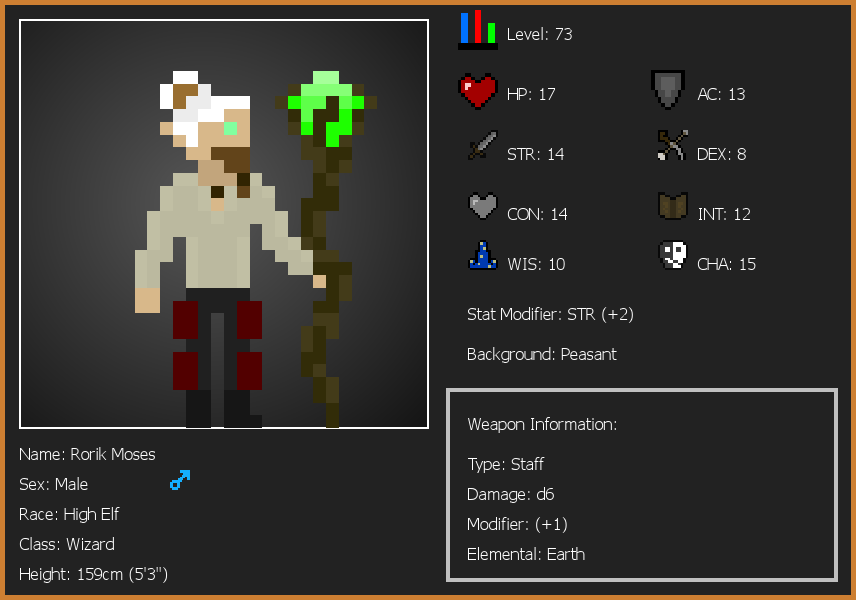 Level: 73
HP: 17
AC: 13
STR: 14
DEX: 8
CON: 14
INT: 12
WIS: 10
CHA: 15
Stat Modifier: STR (+2)
Background: Peasant
Weapon Information:
Type: Staff
Damage: d6
Modifier: (+1)
Elemental: Earth
Name: Rorik Moses
Sex: Male
Race: High Elf
Class: Wizard
Height: 159cm (5'3")